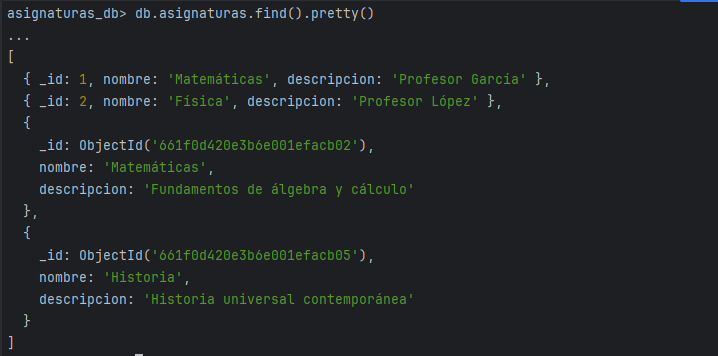 asignaturas_db> db.asignaturas.find().pretty()
...
[
  { _id: 1, nombre: 'Matemáticas', descripcion: 'Profesor García' },
  { _id: 2, nombre: 'Física', descripcion: 'Profesor López' },
  {
    _id: ObjectId('661f0d420e3b6e001efacb02'),
    nombre: 'Matemáticas',
    descripcion: 'Fundamentos de álgebra y cálculo'
  },
  {
    _id: ObjectId('661f0d420e3b6e001efacb05'),
    nombre: 'Historia',
    descripcion: 'Historia universal contemporánea'
  }
]